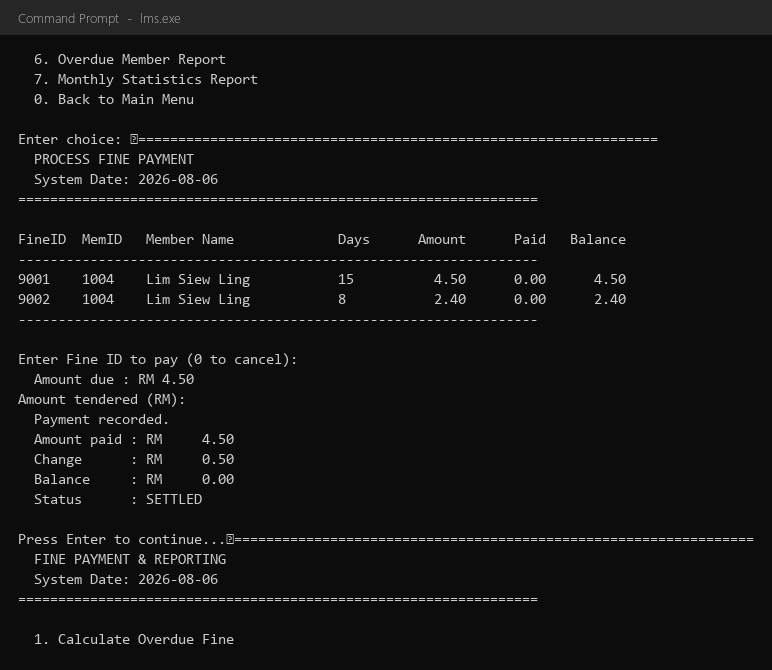 Command Prompt - lms.exe
6. Overdue Member Report
7. Monthly Statistics Report
0. Back to Main Menu
Enter choice: =================================================================
PROCESS FINE PAYMENT
System Date: 2026-08-06
=================================================================
FineID MemID Member Name Days Amount Paid Balance
-----------------------------------------------------------------
9001 1004 Lim Siew Ling 15 4.50 0.00 4.50
9002 1004 Lim Siew Ling 8 2.40 0.00 2.40
-----------------------------------------------------------------
Enter Fine ID to pay (0 to cancel):
Amount due : RM 4.50
Amount tendered (RM):
Payment recorded.
Amount paid : RM 4.50
Change : RM 0.50
Balance : RM 0.00
Status : SETTLED
Press Enter to continue...=================================================================
FINE PAYMENT & REPORTING
System Date: 2026-08-06
=================================================================
1. Calculate Overdue Fine